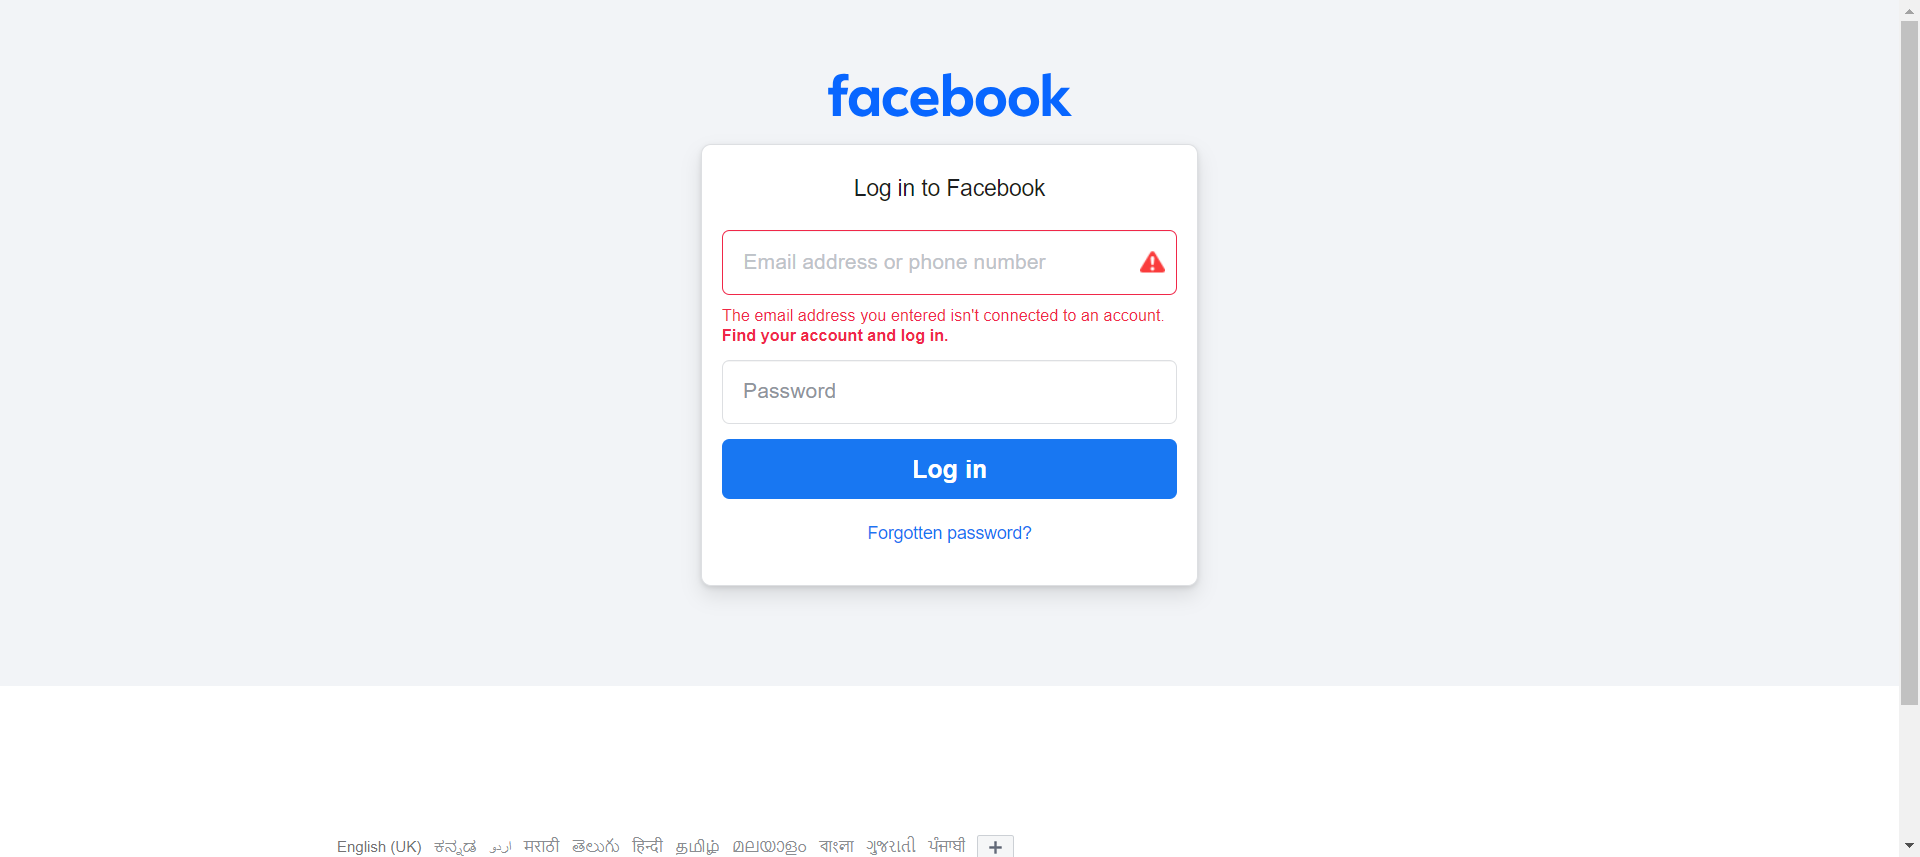 facebook
Log in to Facebook
Email address or phone number
The email address you entered isn't connected to an account.
Find your account and log in.
Password
Log in
Forgotten password?
English (UK) ಕನ್ನಡ اردو मराठी తెలుగు हिन्दी தமிழ் മലയാളം বাংলা ગુજરાતી ਪੰਜਾਬੀ +